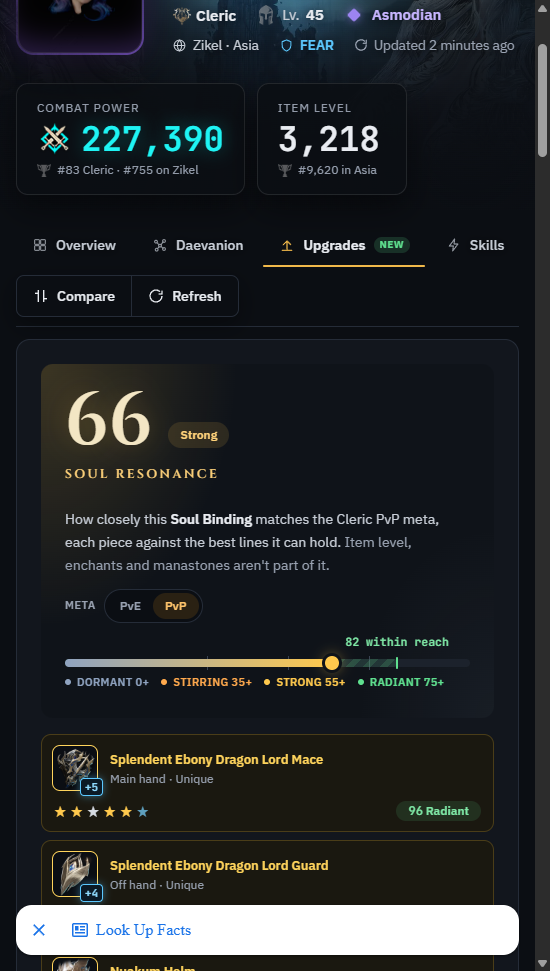 Cleric Lv. 45 Asmodian
Zikel · Asia FEAR Updated 2 minutes ago
COMBAT POWER
227,390
#83 Cleric · #755 on Zikel
ITEM LEVEL
3,218
#9,620 in Asia
Overview Daevanion Upgrades NEW Skills
Compare Refresh
66 Strong
SOUL RESONANCE
How closely this Soul Binding matches the Cleric PvP meta,
each piece against the best lines it can hold. Item level,
enchants and manastones aren't part of it.
META PvE PvP
82 within reach
DORMANT 0+ STIRRING 35+ STRONG 55+ RADIANT 75+
Splendent Ebony Dragon Lord Mace
Main hand · Unique
+5
96 Radiant
Splendent Ebony Dragon Lord Guard
Off hand · Unique
+4
Look Up Facts